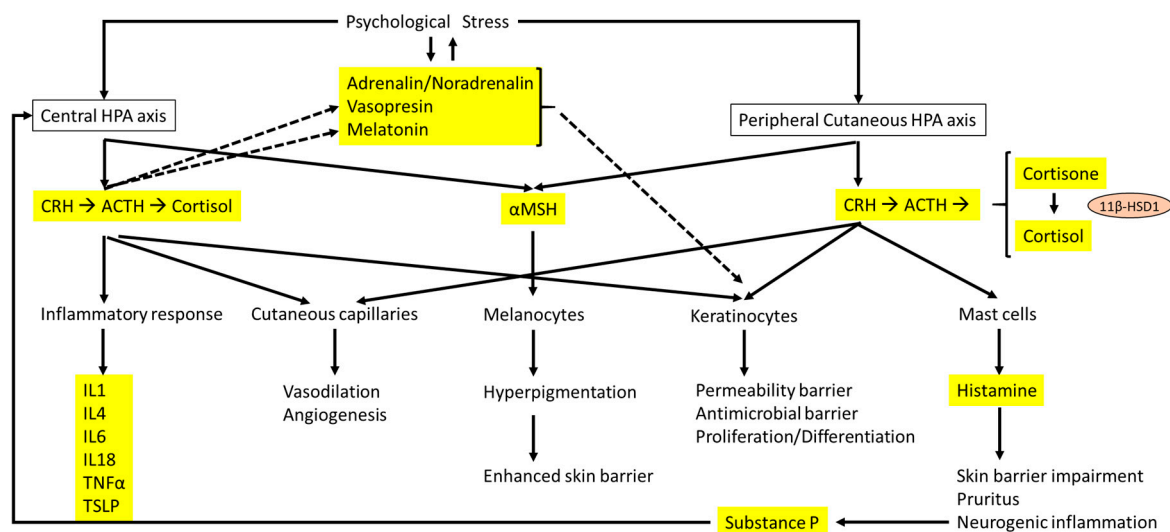 Psychological Stress
Adrenalin/Noradrenalin
Vasopresin
Melatonin
Central HPA axis
Peripheral Cutaneous HPA axis
CRH → ACTH → Cortisol
αMSH
CRH → ACTH →
Cortisone
Cortisol
11β-HSD1
Inflammatory response
Cutaneous capillaries
Melanocytes
Keratinocytes
Mast cells
IL1
IL4
IL6
IL18
TNFα
TSLP
Vasodilation
Angiogenesis
Hyperpigmentation
Enhanced skin barrier
Permeability barrier
Antimicrobial barrier
Proliferation/Differentiation
Histamine
Skin barrier impairment
Pruritus
Neurogenic inflammation
Substance P